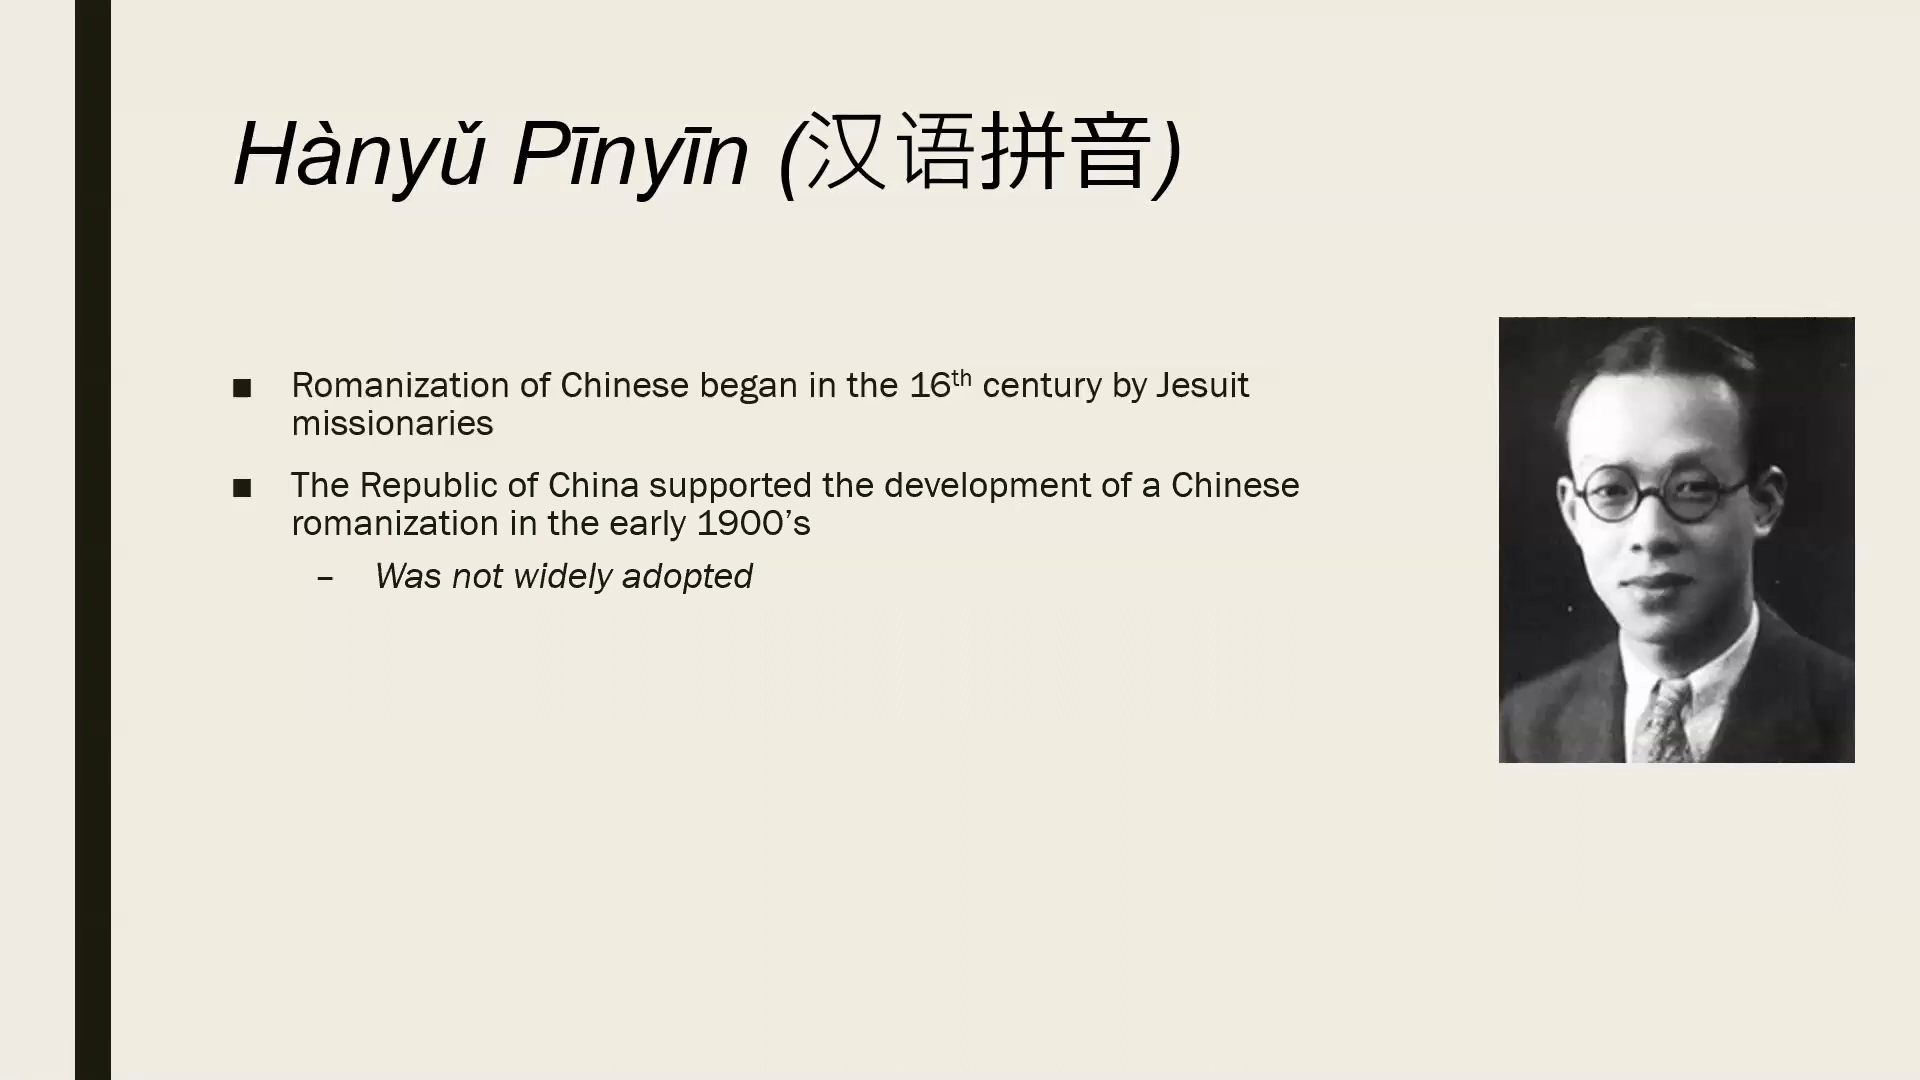 Hànyǔ Pīnyīn (汉语拼音)
■ Romanization of Chinese began in the 16th century by Jesuit
missionaries
■ The Republic of China supported the development of a Chinese
romanization in the early 1900’s
– Was not widely adopted